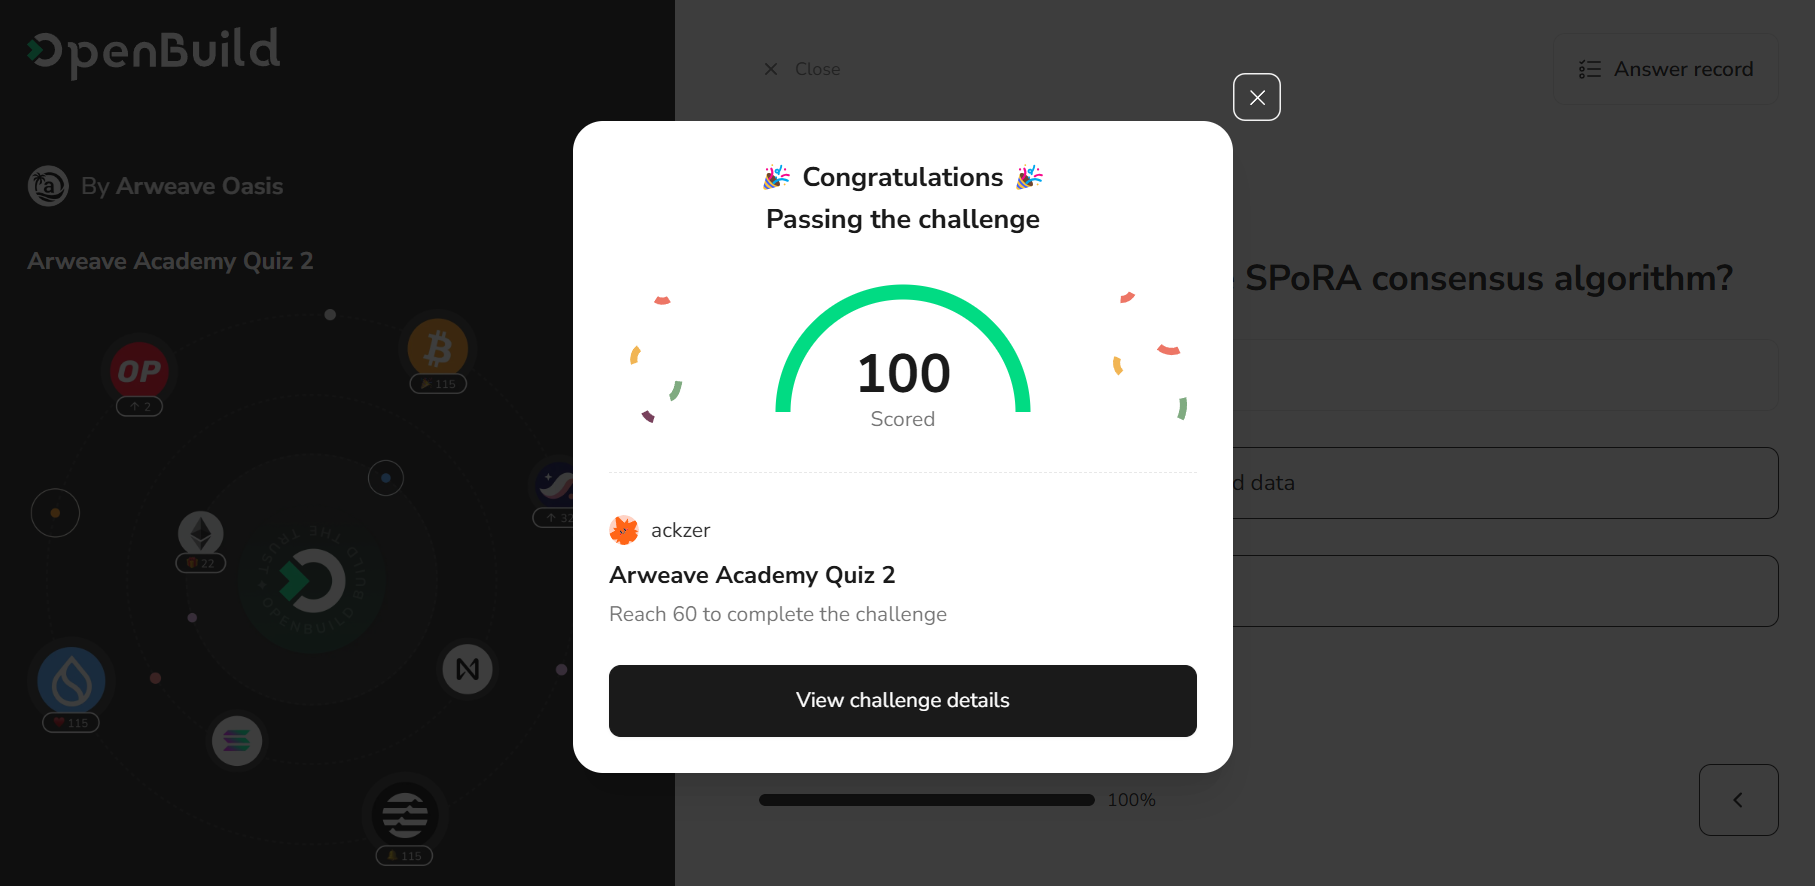 OpenBuild
Close
Answer record
By Arweave Oasis
Arweave Academy Quiz 2
🎉 Congratulations 🎉
Passing the challenge
100
Scored
ackzer
Arweave Academy Quiz 2
Reach 60 to complete the challenge
View challenge details
SPoRA consensus algorithm?
data
100%
OP
2
115
32
22
BUILD THE TRUST
OPENBUILD
115
115